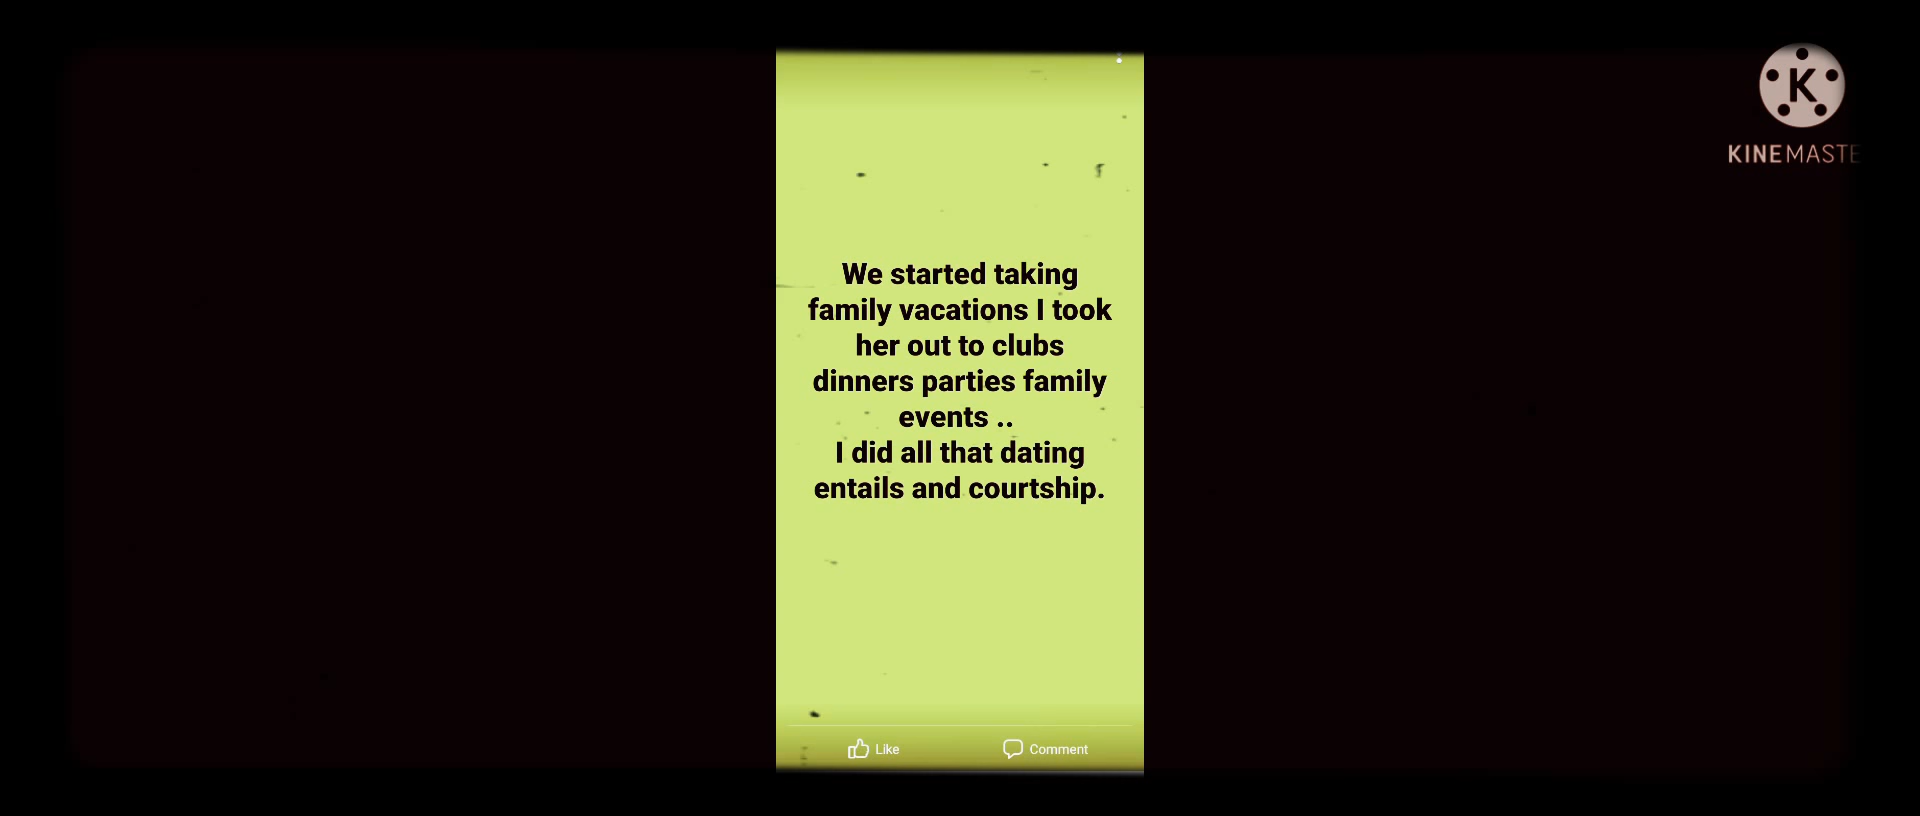 We started taking
family vacations I took
her out to clubs
dinners parties family
events ..
I did all that dating
entails and courtship.
Like
Comment
K
KINEMASTE